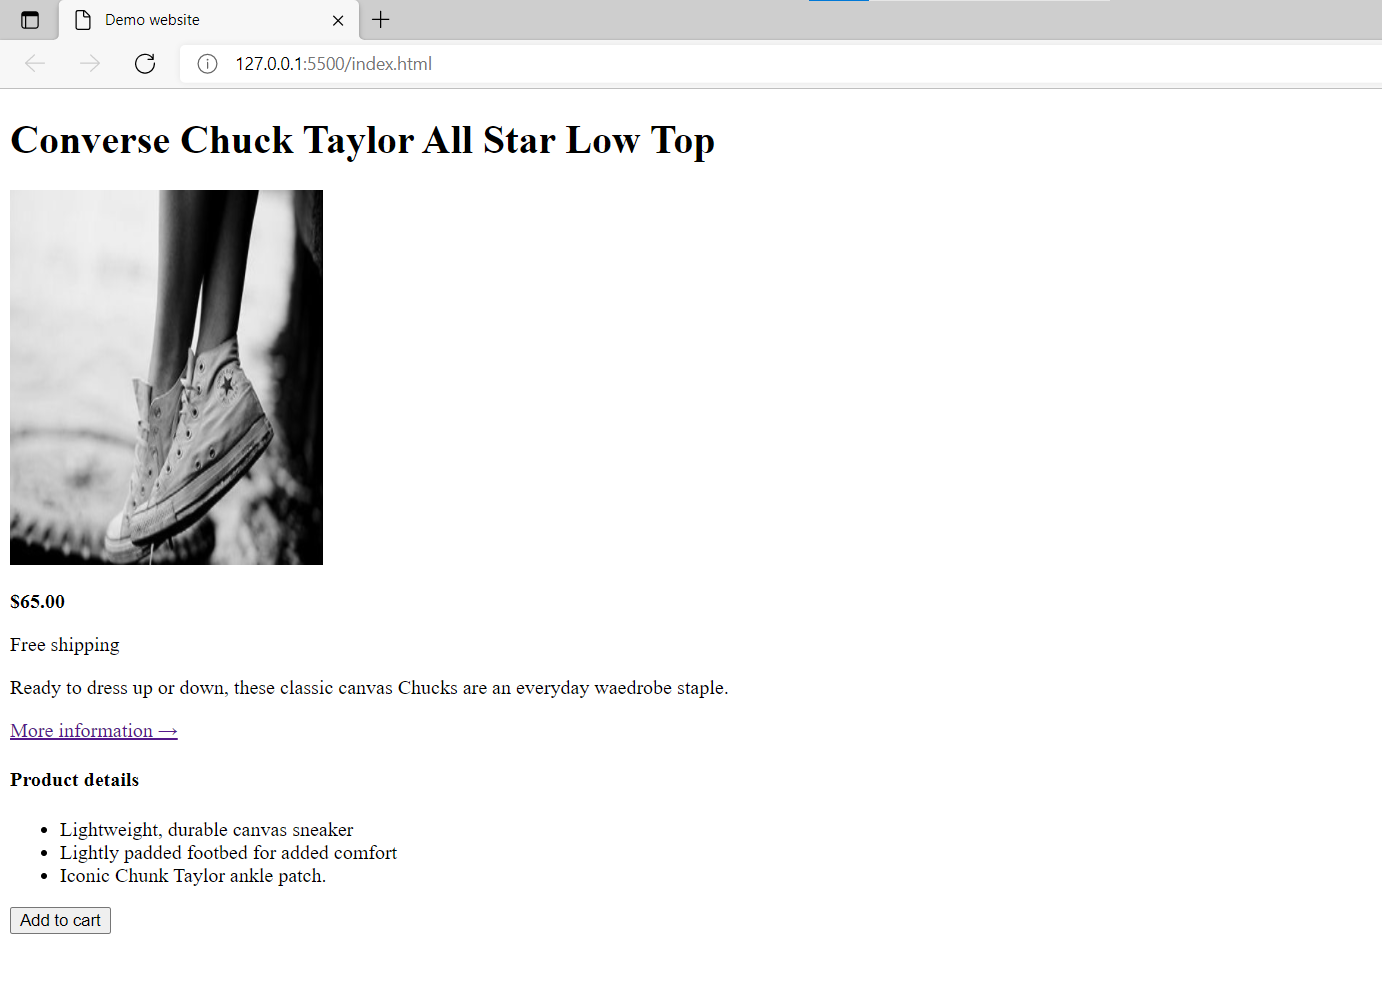 Demo website
127.0.0.1:5500/index.html
Converse Chuck Taylor All Star Low Top
$65.00
Free shipping
Ready to dress up or down, these classic canvas Chucks are an everyday waedrobe staple.
More information →
Product details
• Lightweight, durable canvas sneaker
• Lightly padded footbed for added comfort
• Iconic Chunk Taylor ankle patch.
Add to cart